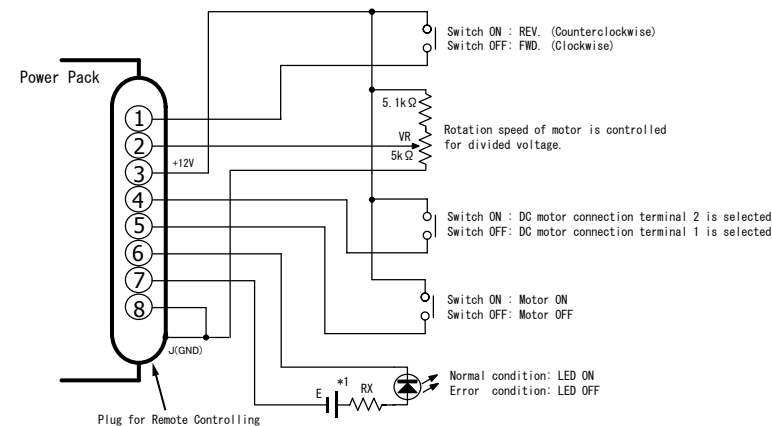 Switch ON : REV. (Counterclockwise)
Switch OFF: FWD. (Clockwise)
Power Pack
5.1kΩ
1
2
3
4
5
6
7
8
VR
5kΩ
+12V
Rotation speed of motor is controlled
for divided voltage.
Switch ON : DC motor connection terminal 2 is selected
Switch OFF: DC motor connection terminal 1 is selected
Switch ON : Motor ON
Switch OFF: Motor OFF
J(GND)
Normal condition: LED ON
Error condition: LED OFF
E
*1
RX
Plug for Remote Controlling